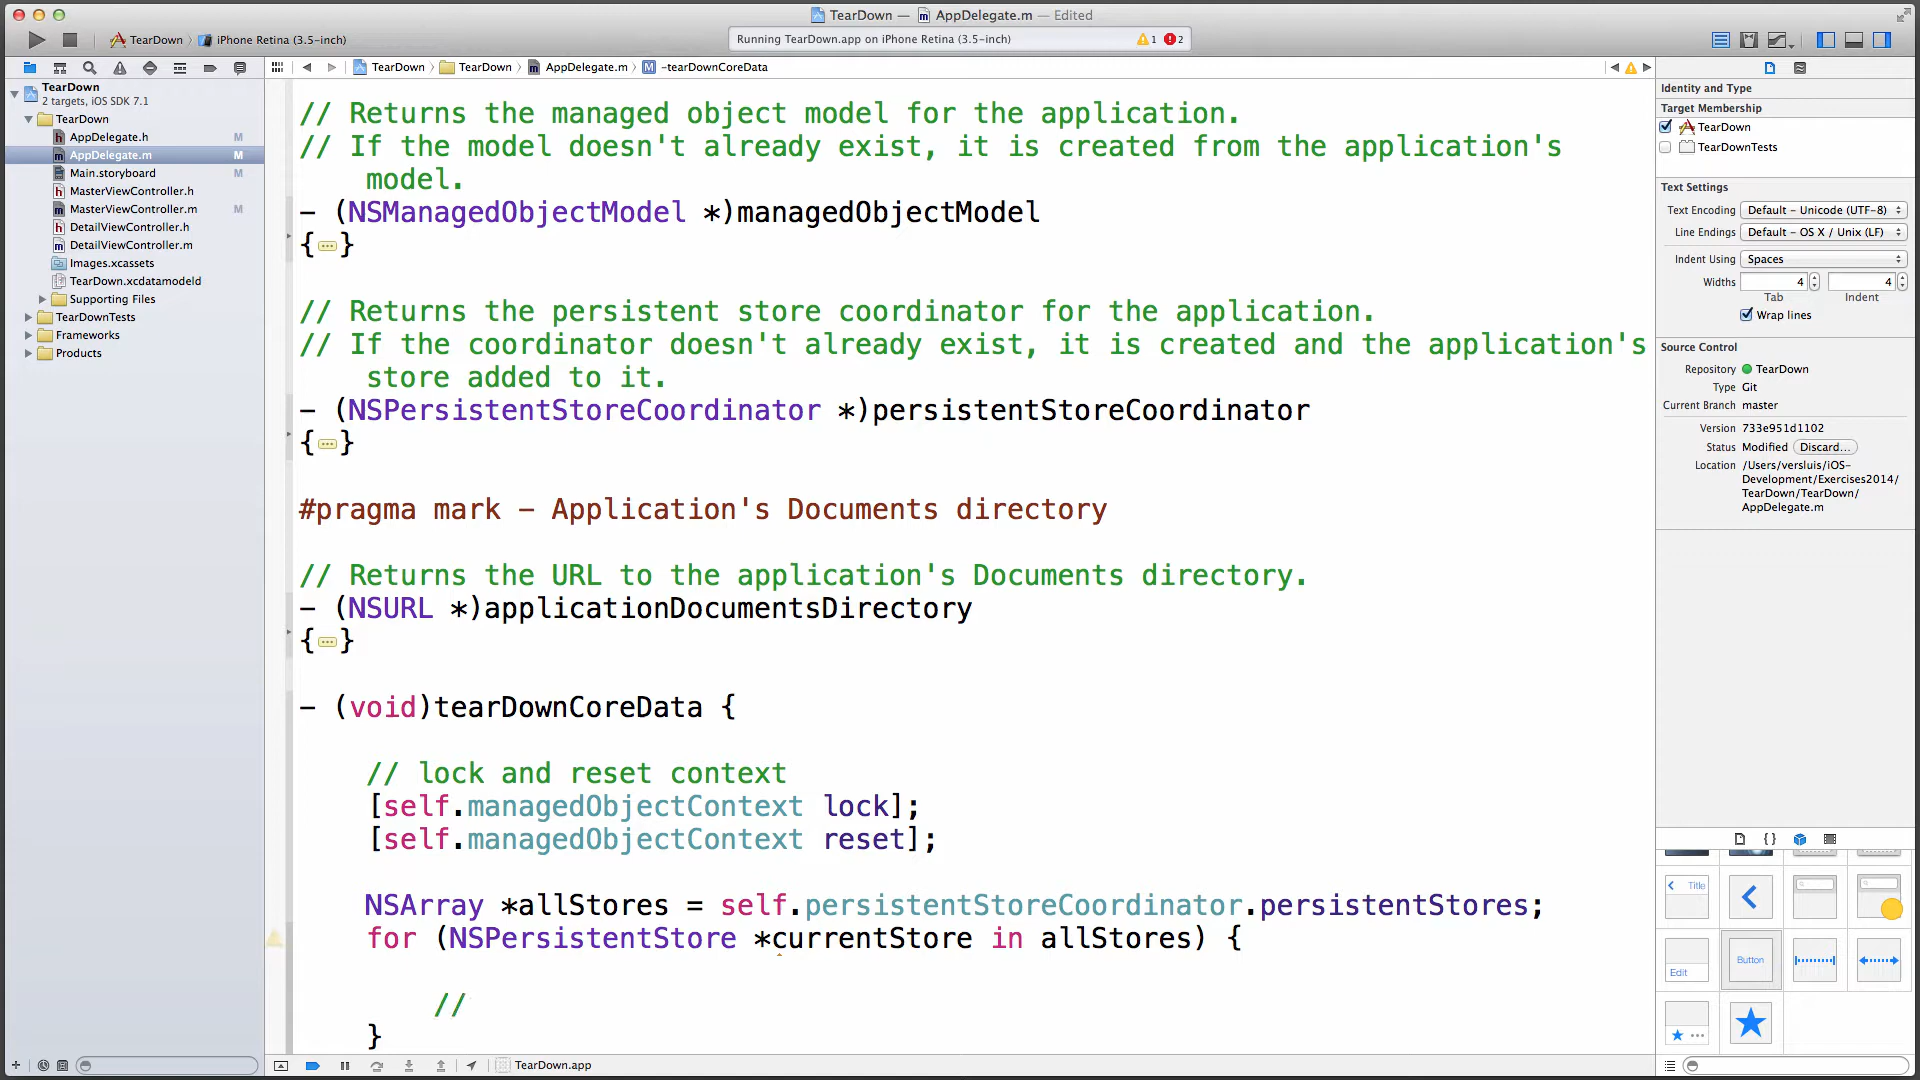 TearDown — AppDelegate.m — Edited
TearDown iPhone Retina (3.5-inch)
Running TearDown.app on iPhone Retina (3.5-inch) 1 2
TearDown TearDown AppDelegate.m -tearDownCoreData
TearDown
2 targets, iOS SDK 7.1
TearDown
AppDelegate.h M
AppDelegate.m M
Main.storyboard M
MasterViewController.h
MasterViewController.m M
DetailViewController.h
DetailViewController.m
Images.xcassets
TearDown.xcdatamodeld
Supporting Files
TearDownTests
Frameworks
Products
// Returns the managed object model for the application.
// If the model doesn't already exist, it is created from the application's
model.
- (NSManagedObjectModel *)managedObjectModel
{...}
// Returns the persistent store coordinator for the application.
// If the coordinator doesn't already exist, it is created and the application's
store added to it.
- (NSPersistentStoreCoordinator *)persistentStoreCoordinator
{...}
#pragma mark - Application's Documents directory
// Returns the URL to the application's Documents directory.
- (NSURL *)applicationDocumentsDirectory
{...}
- (void)tearDownCoreData {
// lock and reset context
[self.managedObjectContext lock];
[self.managedObjectContext reset];
NSArray *allStores = self.persistentStoreCoordinator.persistentStores;
for (NSPersistentStore *currentStore in allStores) {
//
}
TearDown.app
Identity and Type
Target Membership
TearDown
TearDownTests
Text Settings
Text Encoding Default - Unicode (UTF-8)
Line Endings Default - OS X / Unix (LF)
Indent Using Spaces
Widths 4 4
Tab Indent
Wrap lines
Source Control
Repository TearDown
Type Git
Current Branch master
Version 733e951d1102
Status Modified Discard...
Location /Users/versluis/iOS-
Development/Exercises2014/
TearDown/TearDown/
AppDelegate.m
{ }
Title
Edit Button